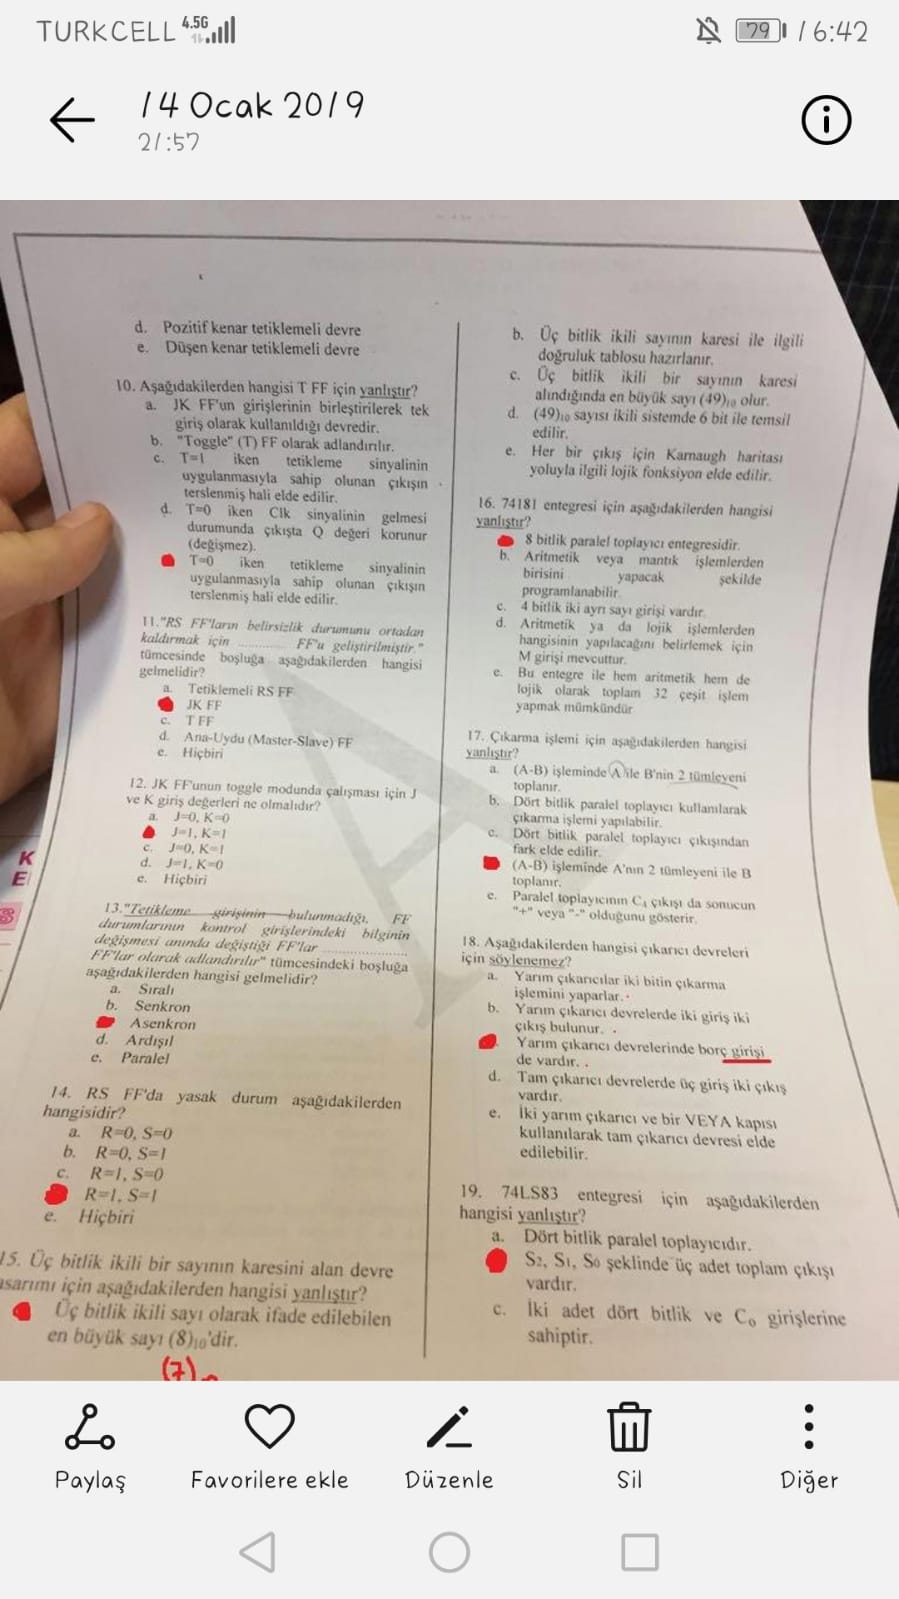 TURKCELL 4.5G
79 16:42
14 Ocak 2019
21:57
d. Pozitif kenar tetiklemeli devre
e. Düşen kenar tetiklemeli devre
10. Aşağıdakilerden hangisi T FF için yanlıştır?
a. JK FF'un girişlerinin birleştirilerek tek
giriş olarak kullanıldığı devredir.
b. "Toggle" (T) FF olarak adlandırılır.
c. T=1 iken tetikleme sinyalinin
uygulanmasıyla sahip olunan çıkışın
terslenmiş hali elde edilir.
d. T=0 iken Clk sinyalinin gelmesi
durumunda çıkışta Q değeri korunur
(değişmez).
T=0 iken tetikleme sinyalinin
uygulanmasıyla sahip olunan çıkışın
terslenmiş hali elde edilir.
11."RS FF'ların belirsizlik durumunu ortadan
kaldırmak için ............ FF'u geliştirilmiştir."
tümcesinde boşluğa aşağıdakilerden hangisi
gelmelidir?
a. Tetiklemeli RS FF
JK FF
c. T FF
d. Ana-Uydu (Master-Slave) FF
e. Hiçbiri
12. JK FF'unun toggle modunda çalışması için J
ve K giriş değerleri ne olmalıdır?
a. J=0, K=0
J=1, K=1
c. J=0, K=1
d. J=1, K=0
e. Hiçbiri
13."Tetikleme girişinin bulunmadığı, FF
durumlarının kontrol girişlerindeki bilginin
değişmesi anında değiştiği FF'lar ..................
FF'lar olarak adlandırılır" tümcesindeki boşluğa
aşağıdakilerden hangisi gelmelidir?
a. Sıralı
b. Senkron
Asenkron
d. Ardışıl
e. Paralel
14. RS FF'da yasak durum aşağıdakilerden
hangisidir?
a. R=0, S=0
b. R=0, S=1
c. R=1, S=0
R=1, S=1
e. Hiçbiri
15. Üç bitlik ikili bir sayının karesini alan devre
asarımı için aşağıdakilerden hangisi yanlıştır?
Üç bitlik ikili sayı olarak ifade edilebilen
en büyük sayı (8)10'dir.
(7)
b. Üç bitlik ikili sayının karesi ile ilgili
doğruluk tablosu hazırlanır.
c. Üç bitlik ikili bir sayının karesi
alındığında en büyük sayı (49)10 olur.
d. (49)10 sayısı ikili sistemde 6 bit ile temsil
edilir.
e. Her bir çıkış için Karnaugh haritası
yoluyla ilgili lojik fonksiyon elde edilir.
16. 74181 entegresi için aşağıdakilerden hangisi
yanlıştır?
8 bitlik paralel toplayıcı entegresidir.
b. Aritmetik veya mantık işlemlerden
birisini yapacak şekilde
programlanabilir.
c. 4 bitlik iki ayrı sayı girişi vardır.
d. Aritmetik ya da lojik işlemlerden
hangisinin yapılacağını belirlemek için
M girişi mevcuttur.
e. Bu entegre ile hem aritmetik hem de
lojik olarak toplam 32 çeşit işlem
yapmak mümkündür
17. Çıkarma işlemi için aşağıdakilerden hangisi
yanlıştır?
a. (A-B) işleminde A ile B'nin 2 tümleyeni
toplanır.
b. Dört bitlik paralel toplayıcı kullanılarak
çıkarma işlemi yapılabilir.
c. Dört bitlik paralel toplayıcı çıkışından
fark elde edilir.
(A-B) işleminde A'nın 2 tümleyeni ile B
toplanır.
e. Paralel toplayıcının C4 çıkışı da sonucun
"+" veya "-" olduğunu gösterir.
18. Aşağıdakilerden hangisi çıkarıcı devreleri
için söylenemez?
a. Yarım çıkarıcılar iki bitin çıkarma
işlemini yaparlar.
b. Yarım çıkarıcı devrelerde iki giriş iki
çıkış bulunur.
Yarım çıkarıcı devrelerinde borç girişi
de vardır.
d. Tam çıkarıcı devrelerde üç giriş iki çıkış
vardır.
e. İki yarım çıkarıcı ve bir VEYA kapısı
kullanılarak tam çıkarıcı devresi elde
edilebilir.
19. 74LS83 entegresi için aşağıdakilerden
hangisi yanlıştır?
a. Dört bitlik paralel toplayıcıdır.
S2, S1, S0 şeklinde üç adet toplam çıkışı
vardır.
c. İki adet dört bitlik ve C0 girişlerine
sahiptir.
K
E
Paylaş Favorilere ekle Düzenle Sil Diğer